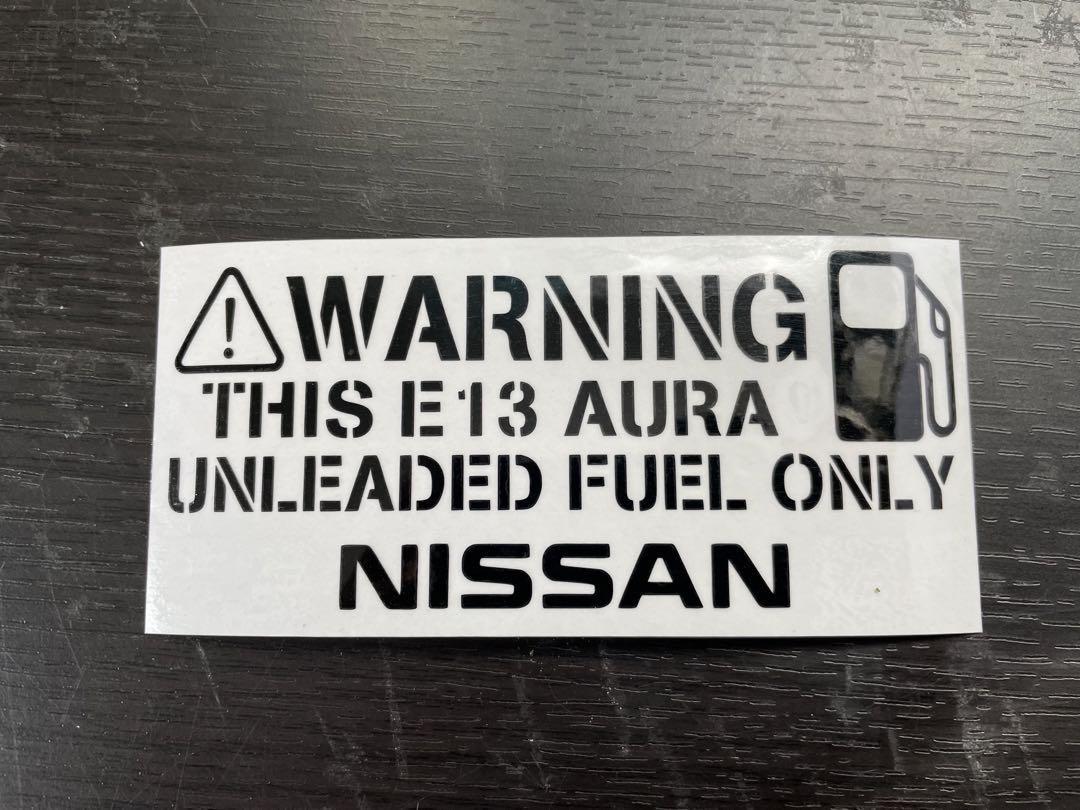 WARNING
THIS E13 AURA
UNLEADED FUEL ONLY
NISSAN